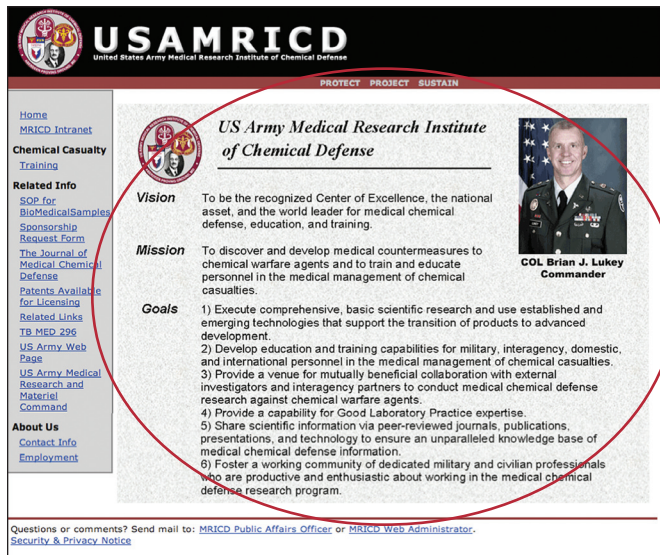 USAMRICD
United States Army Medical Research Institute of Chemical Defense
PROTECT PROJECT SUSTAIN
Home
MRICD Intranet
Chemical Casualty
Training
Related Info
SOP for
BioMedicalSamples
Sponsorship
Request Form
The Journal of
Medical Chemical
Defense
Patents Available
for Licensing
Related Links
TB MED 296
US Army Web
Page
US Army Medical
Research and
Materiel
Command
About Us
Contact Info
Employment
US Army Medical Research Institute
of Chemical Defense
COL Brian J. Lukey
Commander
Vision
To be the recognized Center of Excellence, the national
asset, and the world leader for medical chemical
defense, education, and training.
Mission
To discover and develop medical countermeasures to
chemical warfare agents and to train and educate
personnel in the medical management of chemical
casualties.
Goals
1) Execute comprehensive, basic scientific research and use established and
emerging technologies that support the transition of products to advanced
development.
2) Develop education and training capabilities for military, interagency, domestic,
and international personnel in the medical management of chemical casualties.
3) Provide a venue for mutually beneficial collaboration with external
investigators and interagency partners to conduct medical chemical defense
research against chemical warfare agents.
4) Provide a capability for Good Laboratory Practice expertise.
5) Share scientific information via peer-reviewed journals, publications,
presentations, and technology to ensure an unparalleled knowledge base of
medical chemical defense information.
6) Foster a working community of dedicated military and civilian professionals
who are productive and enthusiastic about working in the medical chemical
defense research program.
Questions or comments? Send mail to: MRICD Public Affairs Officer or MRICD Web Administrator.
Security & Privacy Notice